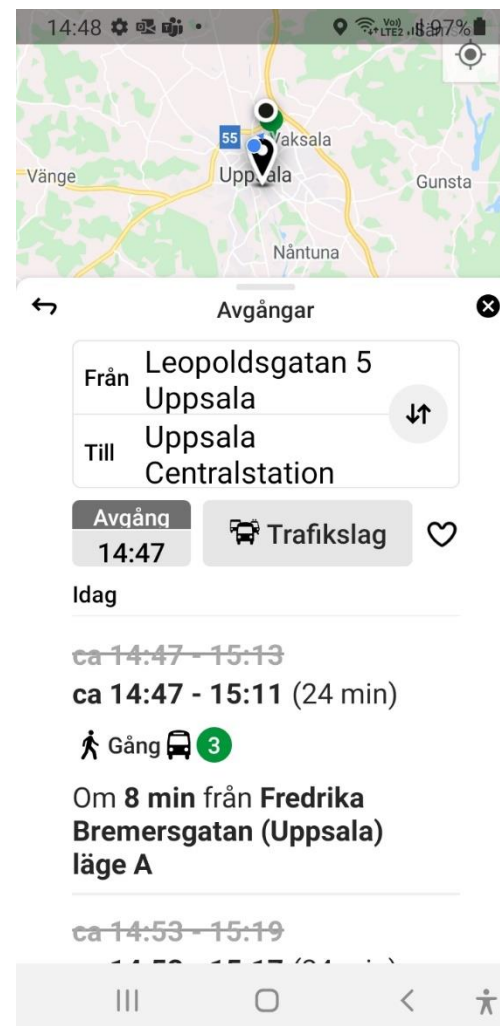 14:48
97%
55
Vaksala
Vänge
Gunsta
Nåntuna
Avgångar
Från
Leopoldsgatan 5
Uppsala
Till
Uppsala
Centralstation
Avgång
14:47
Trafikslag
Idag
ca 14:47 - 15:13
ca 14:47 - 15:11 (24 min)
Gång 3
Om 8 min från Fredrika
Bremersgatan (Uppsala)
läge A
ca 14:53 - 15:19